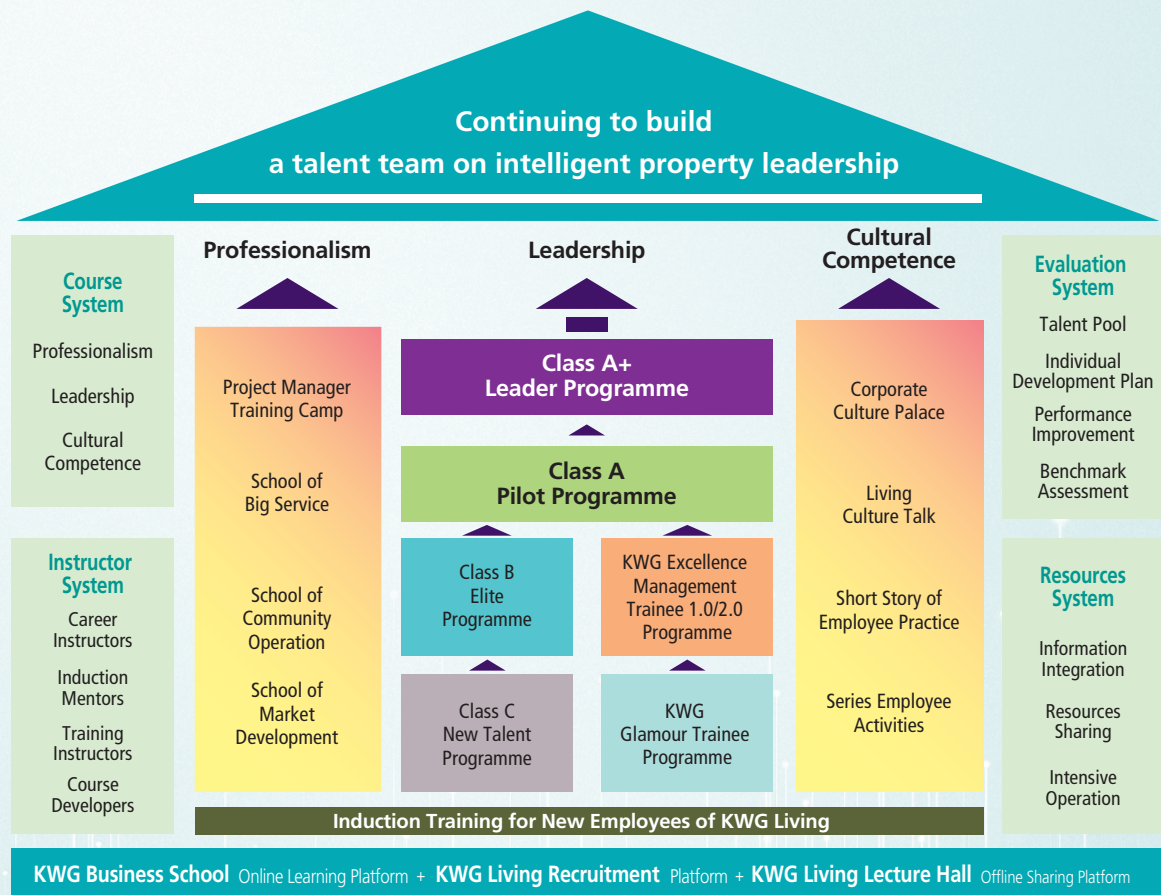 Continuing to build
a talent team on intelligent property leadership
Course
System
Professionalism
Leadership
Cultural
Competence
Instructor
System
Career
Instructors
Induction
Mentors
Training
Instructors
Course
Developers
Professionalism
Project Manager
Training Camp
School of
Big Service
School of
Community
Operation
School of
Market
Development
Leadership
Class A+
Leader Programme
Class A
Pilot Programme
Class B
Elite
Programme
KWG Excellence
Management
Trainee 1.0/2.0
Programme
Class C
New Talent
Programme
KWG
Glamour Trainee
Programme
Cultural
Competence
Corporate
Culture Palace
Living
Culture Talk
Short Story of
Employee Practice
Series Employee
Activities
Evaluation
System
Talent Pool
Individual
Development Plan
Performance
Improvement
Benchmark
Assessment
Resources
System
Information
Integration
Resources
Sharing
Intensive
Operation
Induction Training for New Employees of KWG Living
KWG Business School Online Learning Platform + KWG Living Recruitment Platform + KWG Living Lecture Hall Offline Sharing Platform